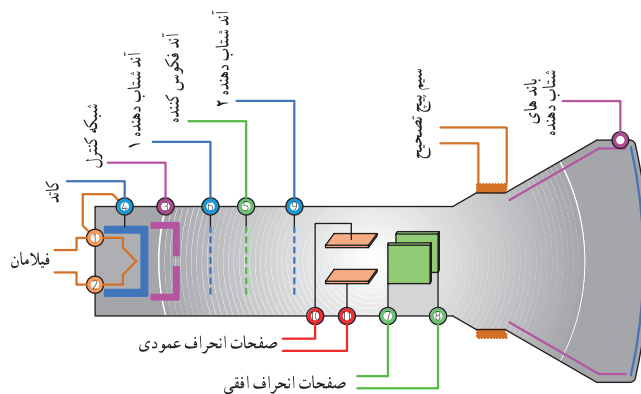 فیلامان
کاتد
شبکه کنترل
آند شتاب دهنده ۱
آند فکوس کننده
آند شتاب دهنده ۲
سیم پیچ تصحیح
باند های
شتاب دهنده
صفحات انحراف عمودی
صفحات انحراف افقی